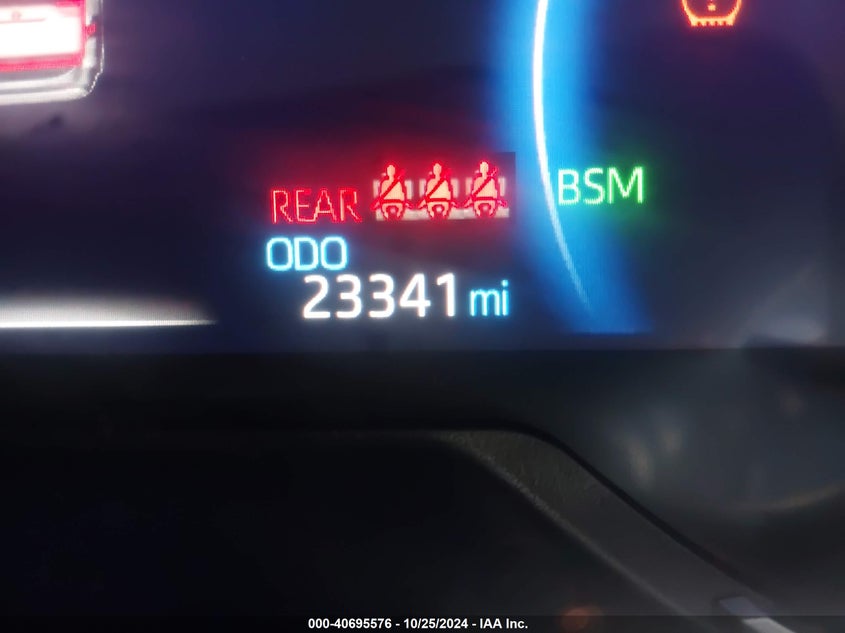 REAR
BSM
ODO
23341 mi
000-40695576 - 10/25/2024 - IAA Inc.